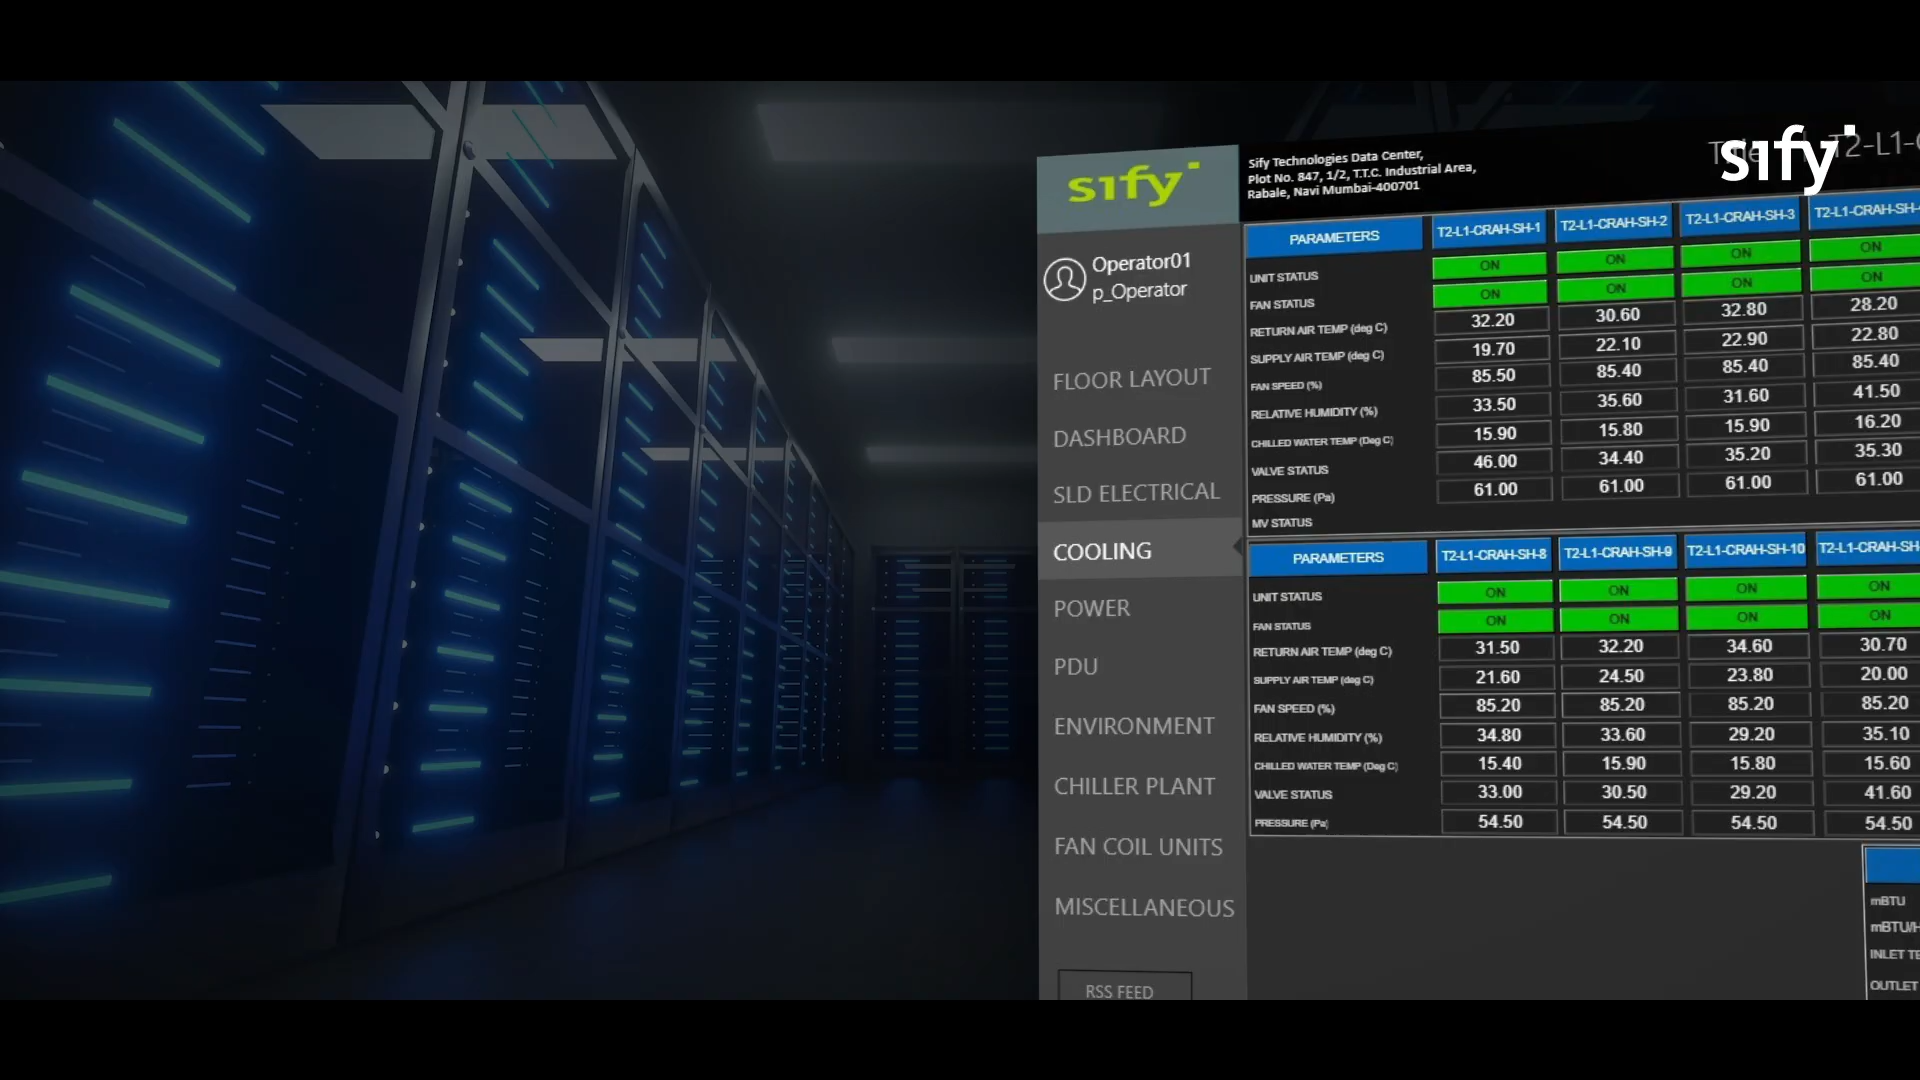 sify
Sify Technologies Data Center,
Plot No. 847, 1/2, T.T.C. Industrial Area,
Rabale, Navi Mumbai-400701
sify
Operator01
p_Operator
FLOOR LAYOUT
DASHBOARD
SLD ELECTRICAL
COOLING
POWER
PDU
ENVIRONMENT
CHILLER PLANT
FAN COIL UNITS
MISCELLANEOUS
RSS FEED
PARAMETERS T2-L1-CRAH-SH-1 T2-L1-CRAH-SH-2 T2-L1-CRAH-SH-3 T2-L1-CRAH-SH-
UNIT STATUS ON ON ON ON
FAN STATUS ON ON ON ON
RETURN AIR TEMP (deg C) 32.20 30.60 32.80 28.20
SUPPLY AIR TEMP (deg C) 19.70 22.10 22.90 22.80
FAN SPEED (%) 85.50 85.40 85.40 85.40
RELATIVE HUMIDITY (%) 33.50 35.60 31.60 41.50
CHILLED WATER TEMP (Deg C) 15.90 15.80 15.90 16.20
VALVE STATUS 46.00 34.40 35.20 35.30
PRESSURE (Pa) 61.00 61.00 61.00 61.00
MV STATUS
PARAMETERS T2-L1-CRAH-SH-8 T2-L1-CRAH-SH-9 T2-L1-CRAH-SH-10 T2-L1-CRAH-SH-
UNIT STATUS ON ON ON ON
FAN STATUS ON ON ON ON
RETURN AIR TEMP (deg C) 31.50 32.20 34.60 30.70
SUPPLY AIR TEMP (deg C) 21.60 24.50 23.80 20.00
FAN SPEED (%) 85.20 85.20 85.20 85.20
RELATIVE HUMIDITY (%) 34.80 33.60 29.20 35.10
CHILLED WATER TEMP (Deg C) 15.40 15.90 15.80 15.60
VALVE STATUS 33.00 30.50 29.20 41.60
PRESSURE (Pa) 54.50 54.50 54.50 54.50
mBTU
mBTU/H
INLET TE
OUTLET